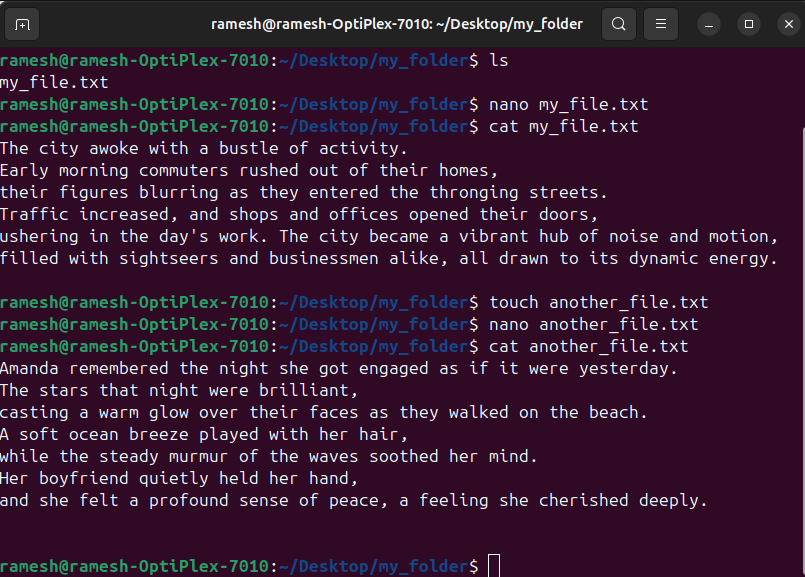 ramesh@ramesh-OptiPlex-7010: ~/Desktop/my_folder
ramesh@ramesh-OptiPlex-7010:~/Desktop/my_folder$ ls
my_file.txt
ramesh@ramesh-OptiPlex-7010:~/Desktop/my_folder$ nano my_file.txt
ramesh@ramesh-OptiPlex-7010:~/Desktop/my_folder$ cat my_file.txt
The city awoke with a bustle of activity.
Early morning commuters rushed out of their homes,
their figures blurring as they entered the thronging streets.
Traffic increased, and shops and offices opened their doors,
ushering in the day's work. The city became a vibrant hub of noise and motion,
filled with sightseers and businessmen alike, all drawn to its dynamic energy.
ramesh@ramesh-OptiPlex-7010:~/Desktop/my_folder$ touch another_file.txt
ramesh@ramesh-OptiPlex-7010:~/Desktop/my_folder$ nano another_file.txt
ramesh@ramesh-OptiPlex-7010:~/Desktop/my_folder$ cat another_file.txt
Amanda remembered the night she got engaged as if it were yesterday.
The stars that night were brilliant,
casting a warm glow over their faces as they walked on the beach.
A soft ocean breeze played with her hair,
while the steady murmur of the waves soothed her mind.
Her boyfriend quietly held her hand,
and she felt a profound sense of peace, a feeling she cherished deeply.
ramesh@ramesh-OptiPlex-7010:~/Desktop/my_folder$